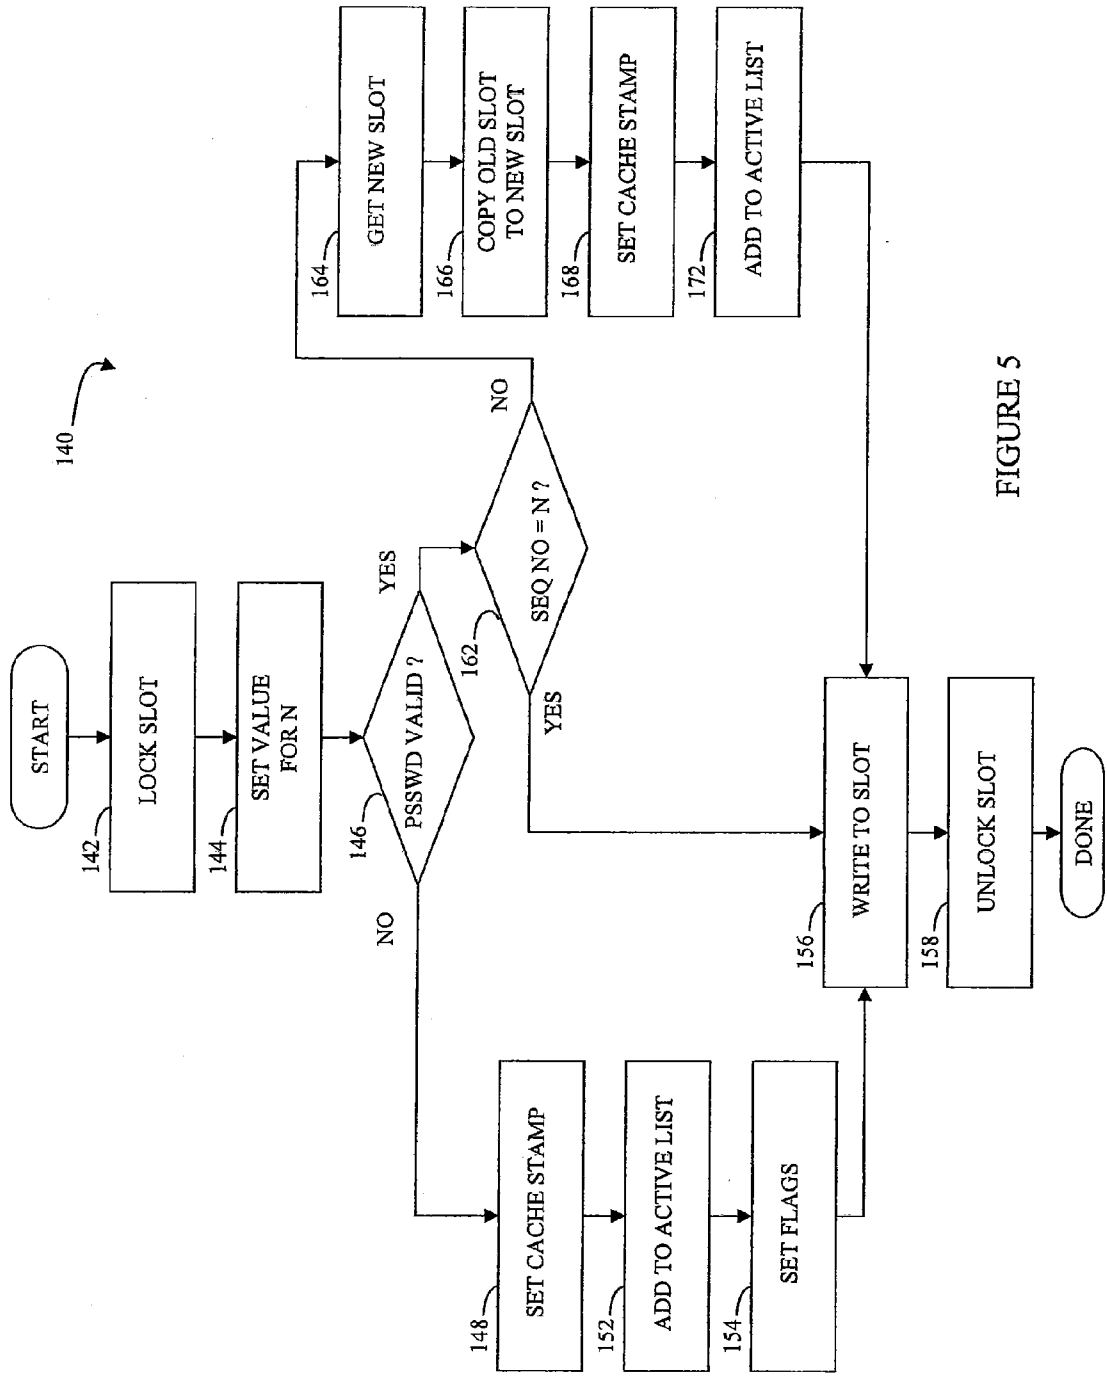 140
START
142
LOCK SLOT
144
SET VALUE
FOR N
146
PSSWD VALID ?
NO
YES
148
SET CACHE STAMP
152
ADD TO ACTIVE LIST
154
SET FLAGS
162
SEQ NO = N ?
YES
NO
164
GET NEW SLOT
166
COPY OLD SLOT
TO NEW SLOT
168
SET CACHE STAMP
172
ADD TO ACTIVE LIST
156
WRITE TO SLOT
158
UNLOCK SLOT
DONE
FIGURE 5